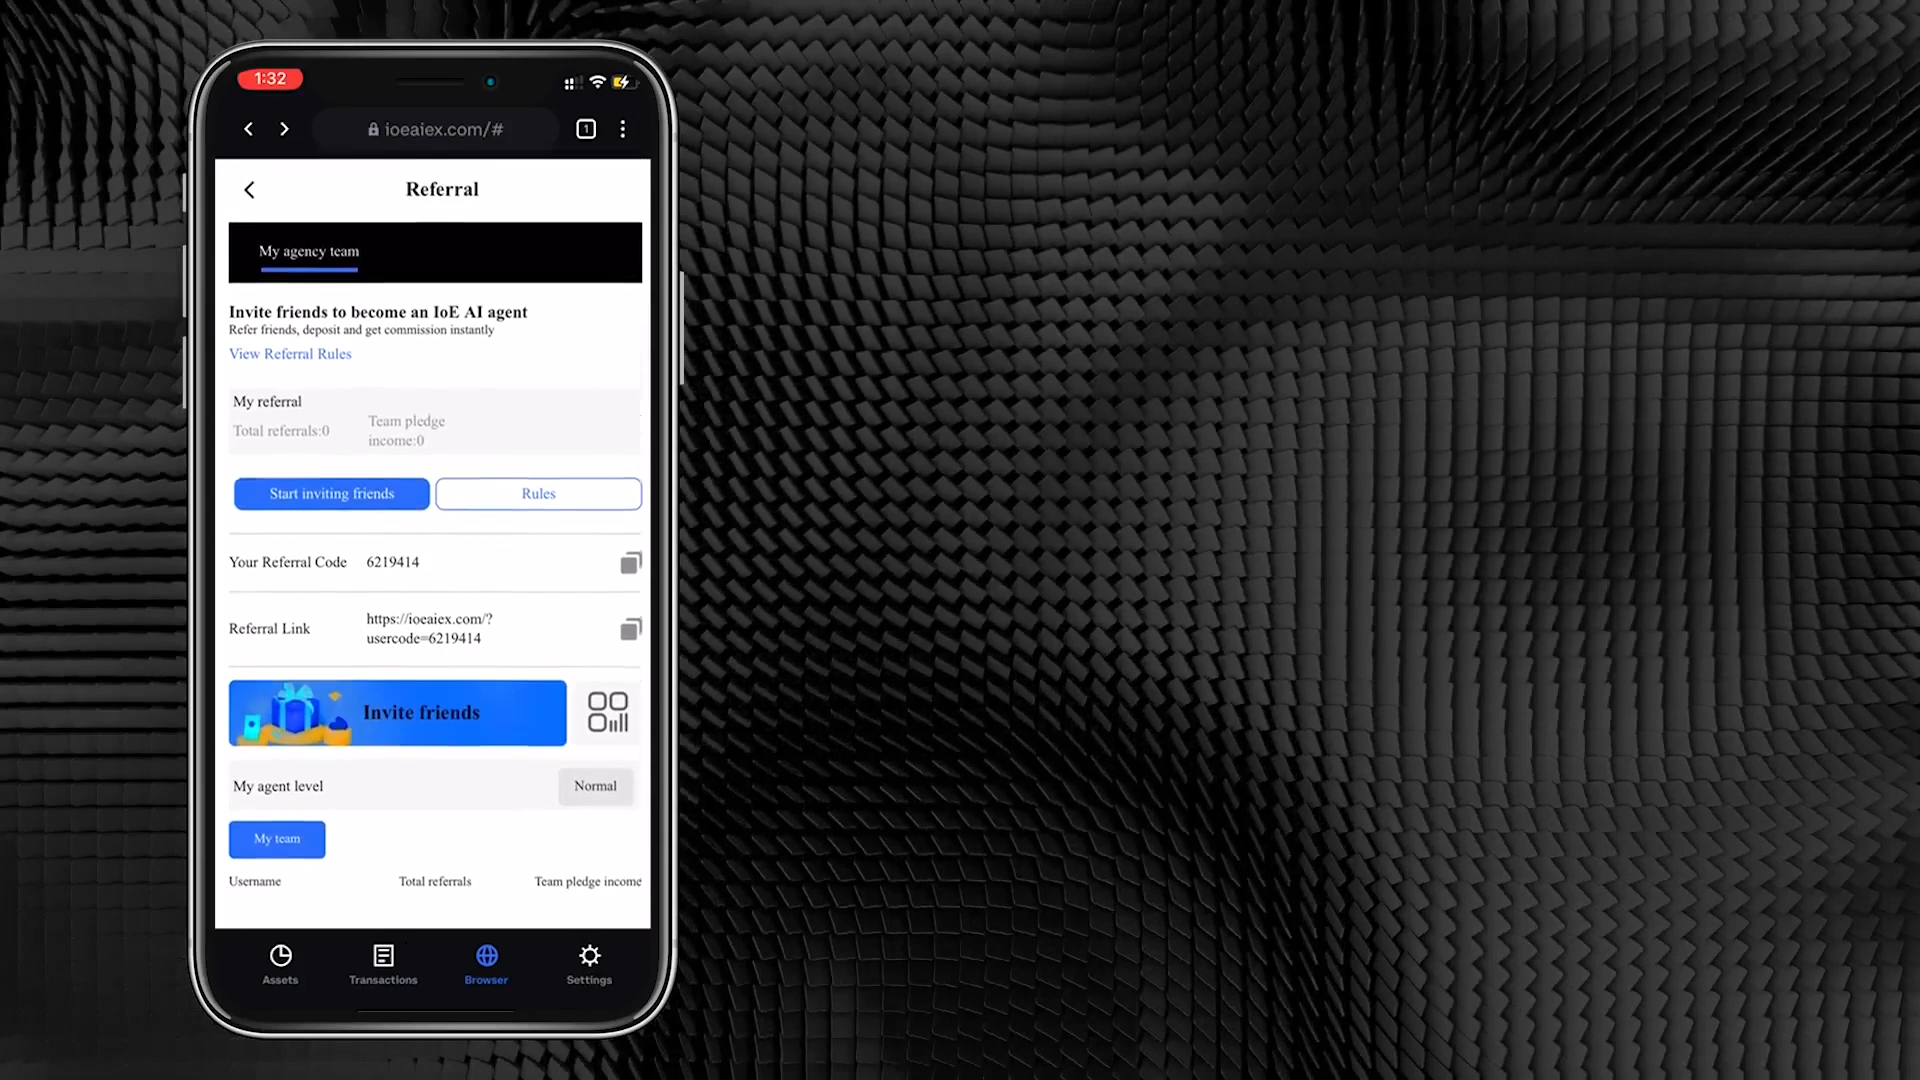 1:32
ioeaiex.com/#
1
Referral
My agency team
Invite friends to become an IoE AI agent
Refer friends, deposit and get commission instantly
View Referral Rules
My referral
Total referrals:0
Team pledge
income:0
Start inviting friends
Rules
Your Referral Code 6219414
Referral Link
https://ioeaiex.com/?
usercode=6219414
Invite friends
My agent level
Normal
My team
Username Total referrals Team pledge income
Assets Transactions Browser Settings